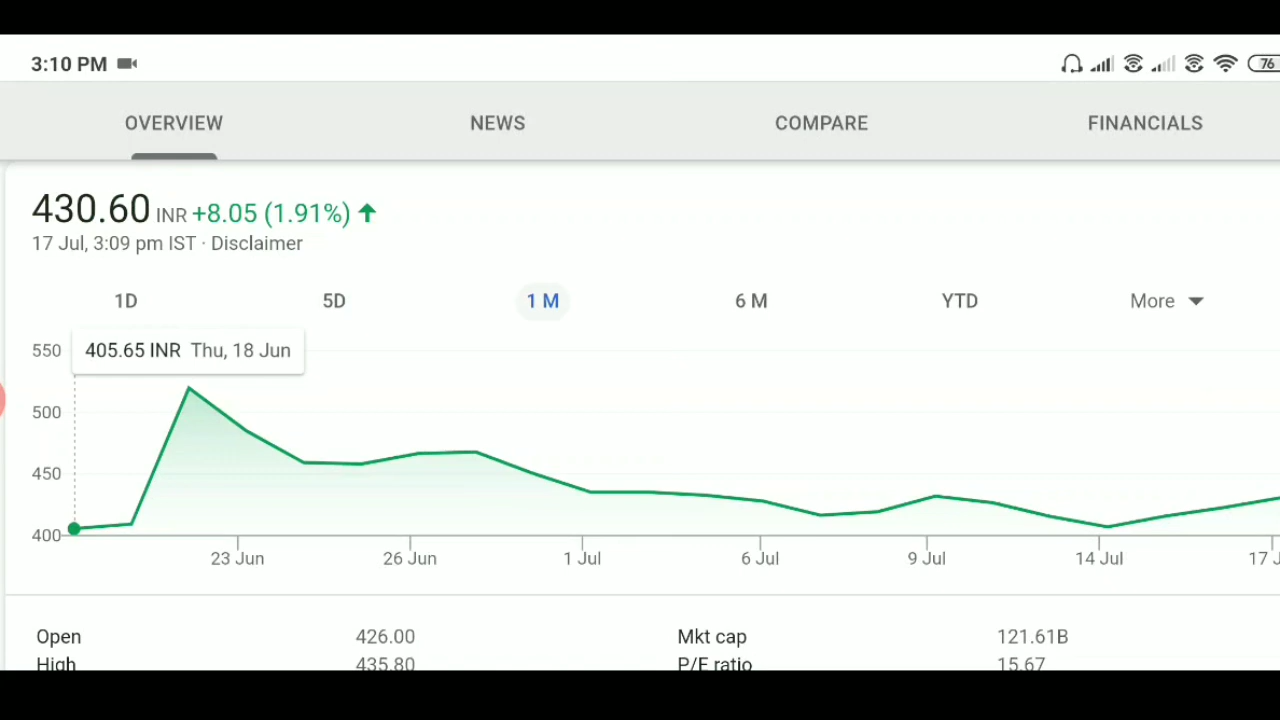 3:10 PM 76
OVERVIEW NEWS COMPARE FINANCIALS
430.60 INR +8.05 (1.91%)
17 Jul, 3:09 pm IST · Disclaimer
1D 5D 1 M 6 M YTD More
550 405.65 INR Thu, 18 Jun
500
450
400
23 Jun 26 Jun 1 Jul 6 Jul 9 Jul 14 Jul 17 J
Open 426.00 Mkt cap 121.61B
High 435.80 P/E ratio 15.67